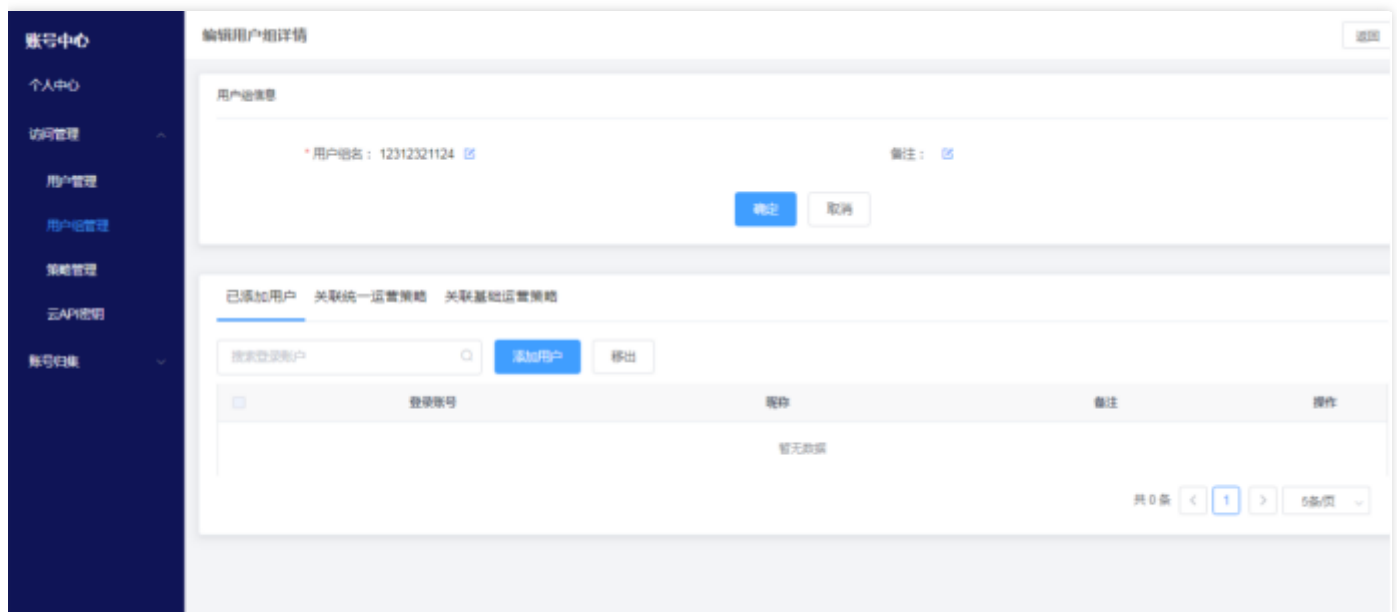 账号中心
个人中心
访问管理
用户管理
用户组管理
策略管理
云API密钥
账号归集
编辑用户组详情
返回
用户组信息
*用户组名： 12312321124
备注：
确定 取消
已添加用户 关联统一运营策略 关联基础运营策略
搜索登录账户 添加用户 移出
登录账号 昵称 备注 操作
暂无数据
共 0 条 < 1 > 5条/页